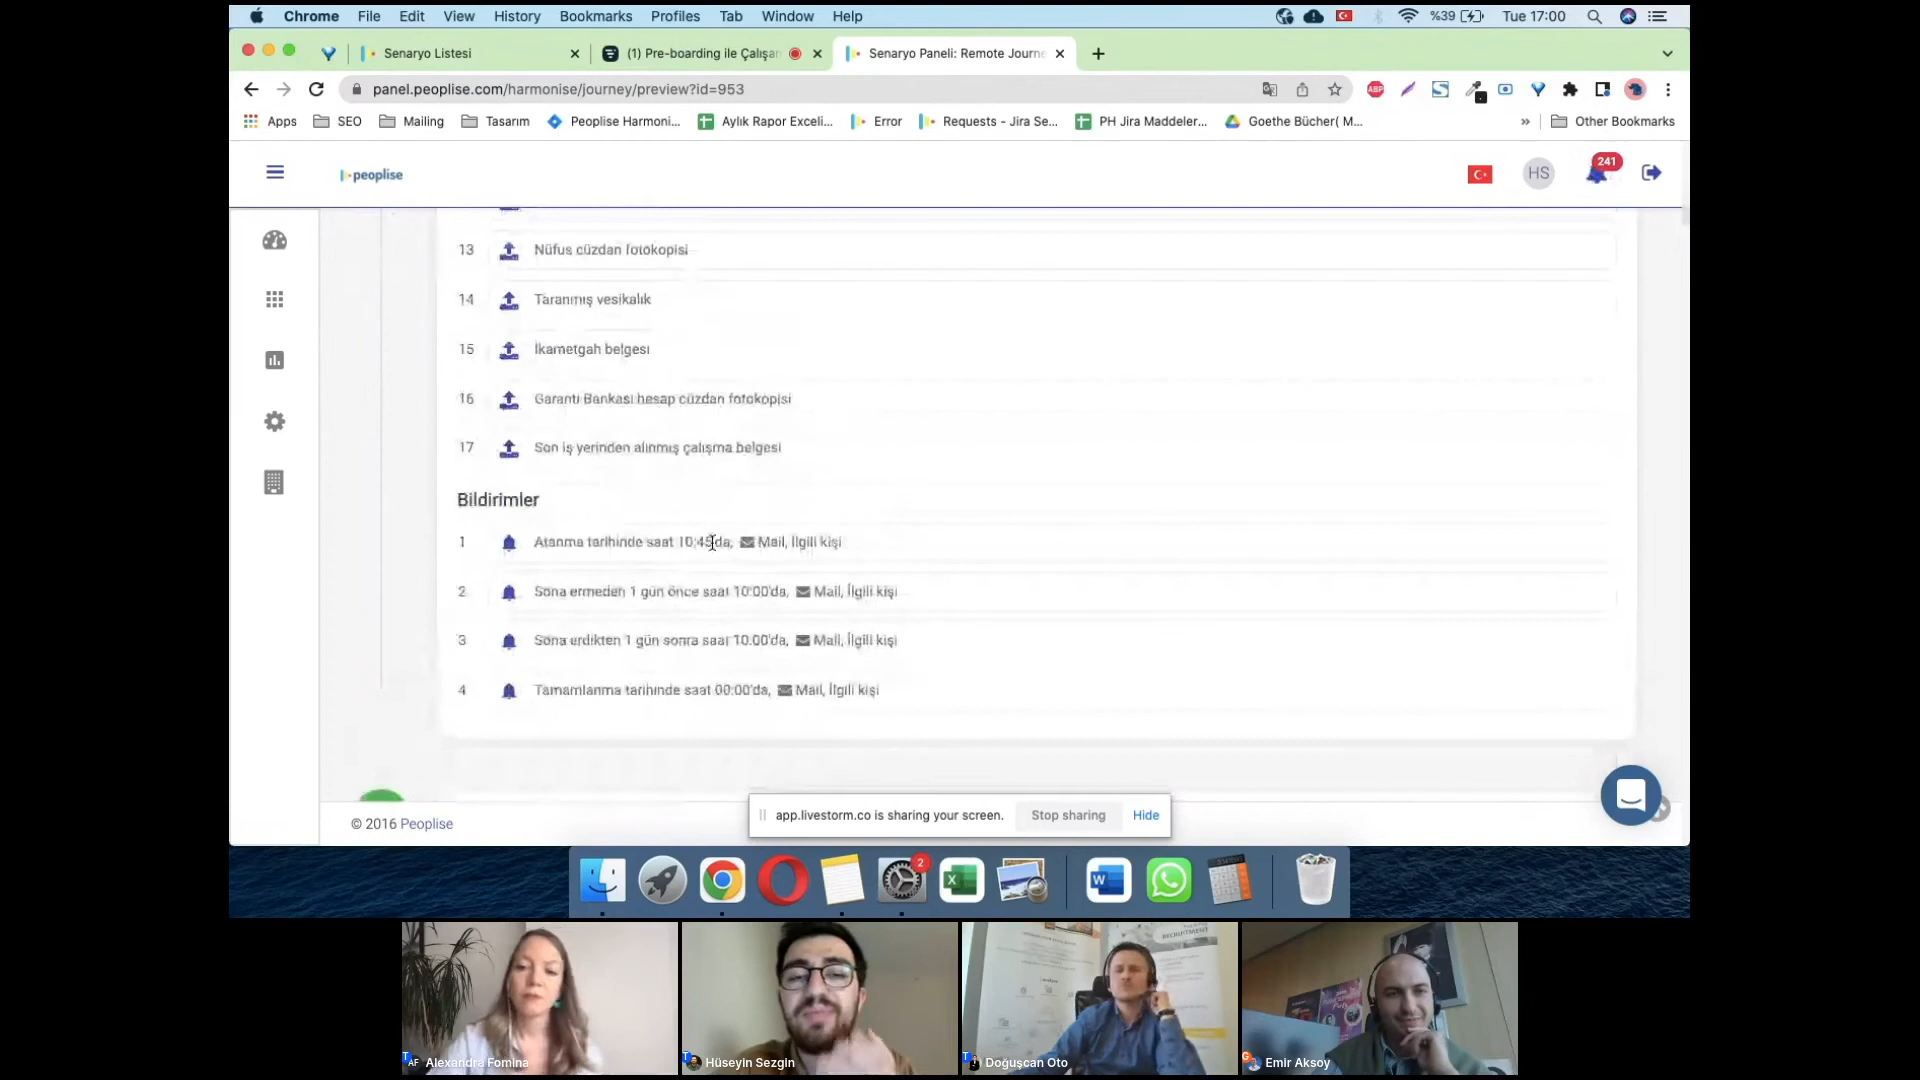 Chrome File Edit View History Bookmarks Profiles Tab Window Help %39 Tue 17:00
Senaryo Listesi (1) Pre-boarding ile Çalışan Senaryo Paneli: Remote Journe
panel.peoplise.com/harmonise/journey/preview?id=953 ABP
Apps SEO Mailing Tasarım Peoplise Harmoni... Aylık Rapor Exceli... Error Requests - Jira Se... PH Jira Maddeler... Goethe Bücher( M... » Other Bookmarks
peoplise HS 241
13 Nüfus cüzdan fotokopisi
14 Taranmış vesikalık
15 İkametgah belgesi
16 Garanti Bankası hesap cüzdan fotokopisi
17 Son iş yerinden alınmış çalışma belgesi
Bildirimler
1 Atanma tarihinde saat 10:45'da, Mail, İlgili kişi
2 Sona ermeden 1 gün önce saat 10:00'da, Mail, İlgili kişi
3 Sona erdikten 1 gün sonra saat 10:00'da, Mail, İlgili kişi
4 Tamamlanma tarihinde saat 00:00'da, Mail, İlgili kişi
app.livestorm.co is sharing your screen. Stop sharing Hide
© 2016 Peoplise
2
RECRUITMENT
AF Alexandra Fomina Hüseyin Sezgin Doğuşcan Oto Emir Aksoy